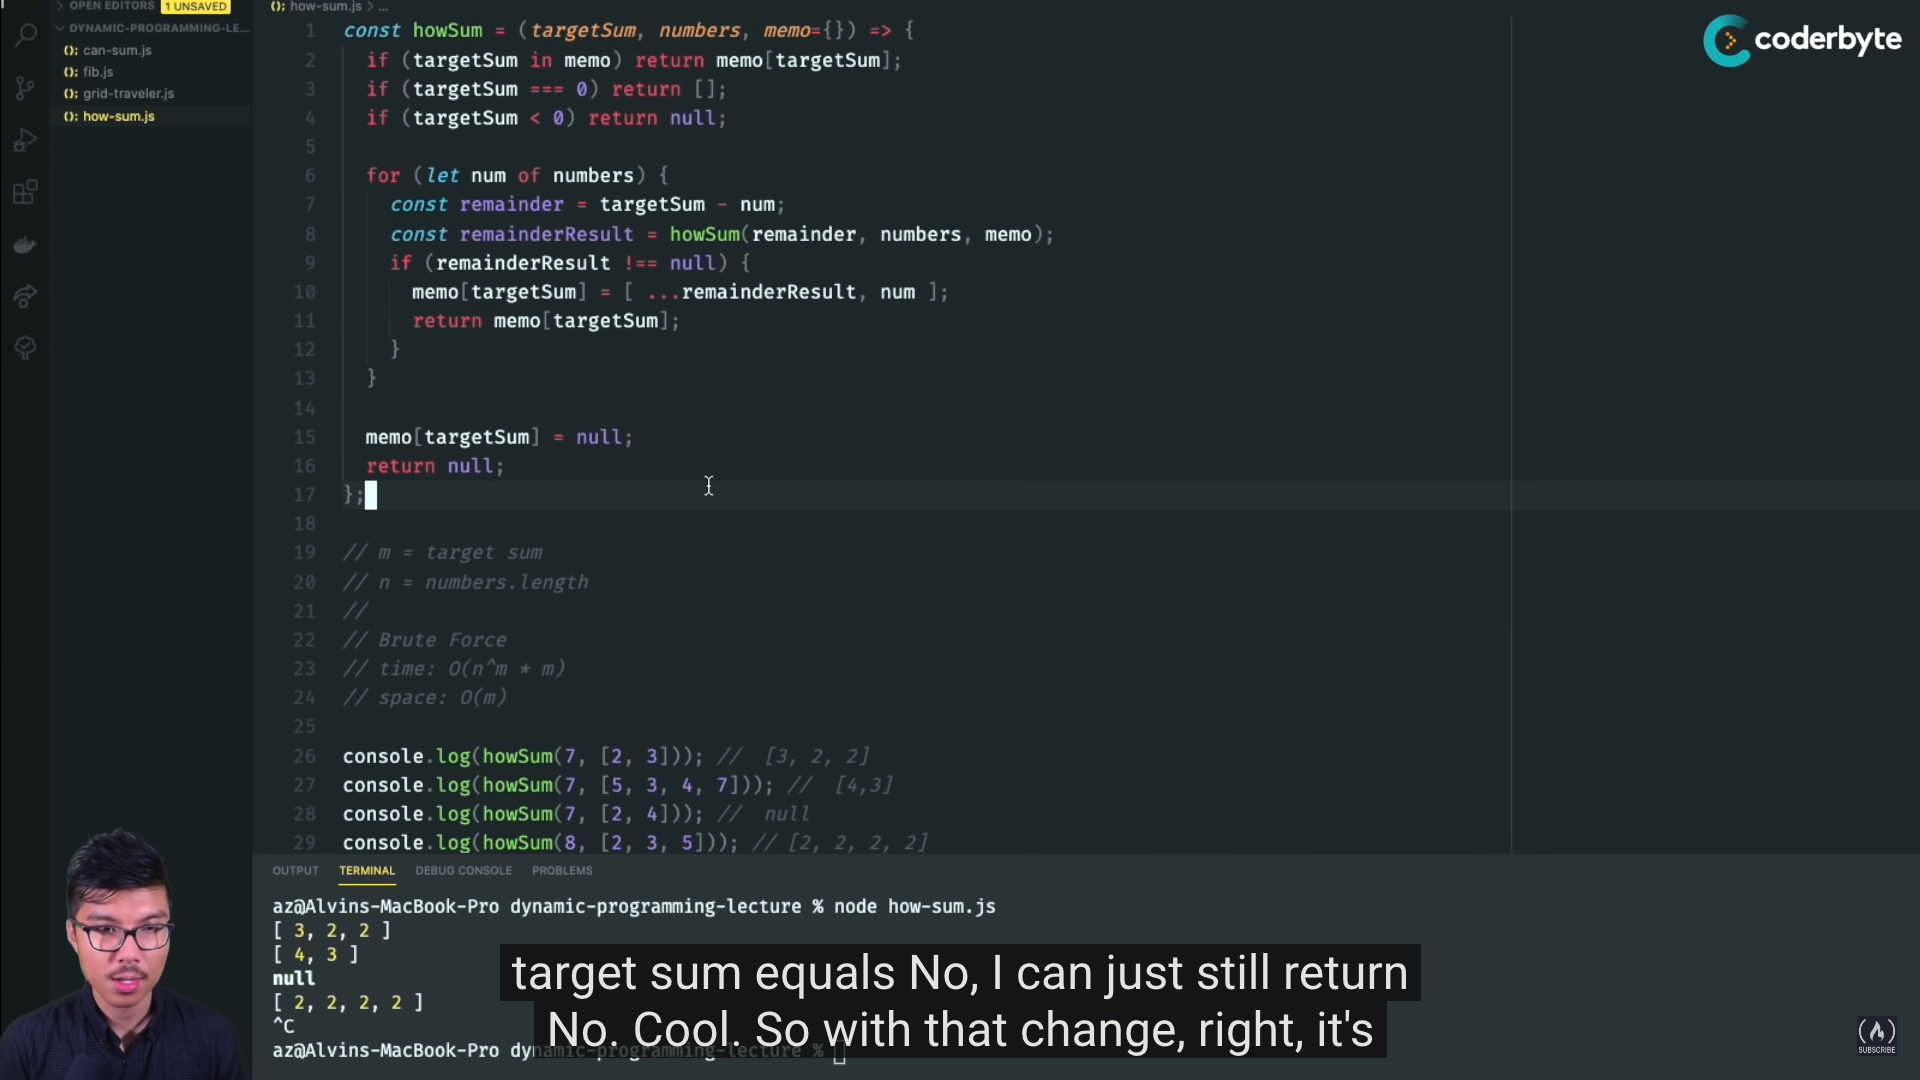 OPEN EDITORS 1 UNSAVED
DYNAMIC-PROGRAMMING-LE...
can-sum.js
fib.js
grid-traveler.js
how-sum.js
how-sum.js > ...
coderbyte
1 const howSum = (targetSum, numbers, memo={}) => {
2 if (targetSum in memo) return memo[targetSum];
3 if (targetSum === 0) return [];
4 if (targetSum < 0) return null;
5
6 for (let num of numbers) {
7 const remainder = targetSum - num;
8 const remainderResult = howSum(remainder, numbers, memo);
9 if (remainderResult !== null) {
10 memo[targetSum] = [ ...remainderResult, num ];
11 return memo[targetSum];
12 }
13 }
14
15 memo[targetSum] = null;
16 return null;
17 };
18
19 // m = target sum
20 // n = numbers.length
21 //
22 // Brute Force
23 // time: O(n^m * m)
24 // space: O(m)
25
26 console.log(howSum(7, [2, 3])); // [3, 2, 2]
27 console.log(howSum(7, [5, 3, 4, 7])); // [4,3]
28 console.log(howSum(7, [2, 4])); // null
29 console.log(howSum(8, [2, 3, 5])); // [2, 2, 2, 2]
OUTPUT TERMINAL DEBUG CONSOLE PROBLEMS
az@Alvins-MacBook-Pro dynamic-programming-lecture % node how-sum.js
[ 3, 2, 2 ]
[ 4, 3 ]
null
[ 2, 2, 2, 2 ]
^C
az@Alvins-MacBook-Pro dynamic-programming-lecture %
target sum equals No, I can just still return
No. Cool. So with that change, right, it's
SUBSCRIBE